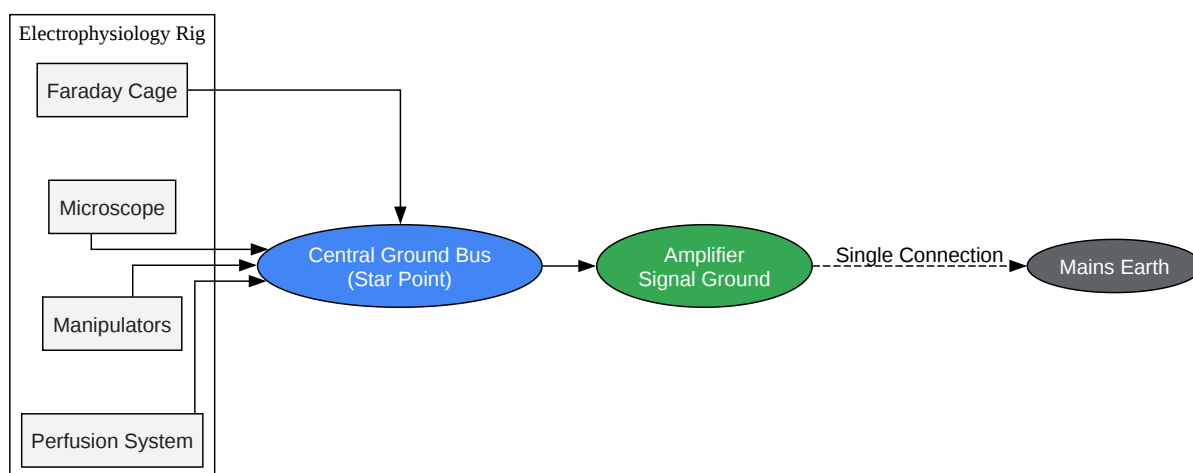 Electrophysiology Rig
Faraday Cage
Microscope
Manipulators
Perfusion System
Central Ground Bus
(Star Point)
Amplifier
Signal Ground
Single Connection
Mains Earth